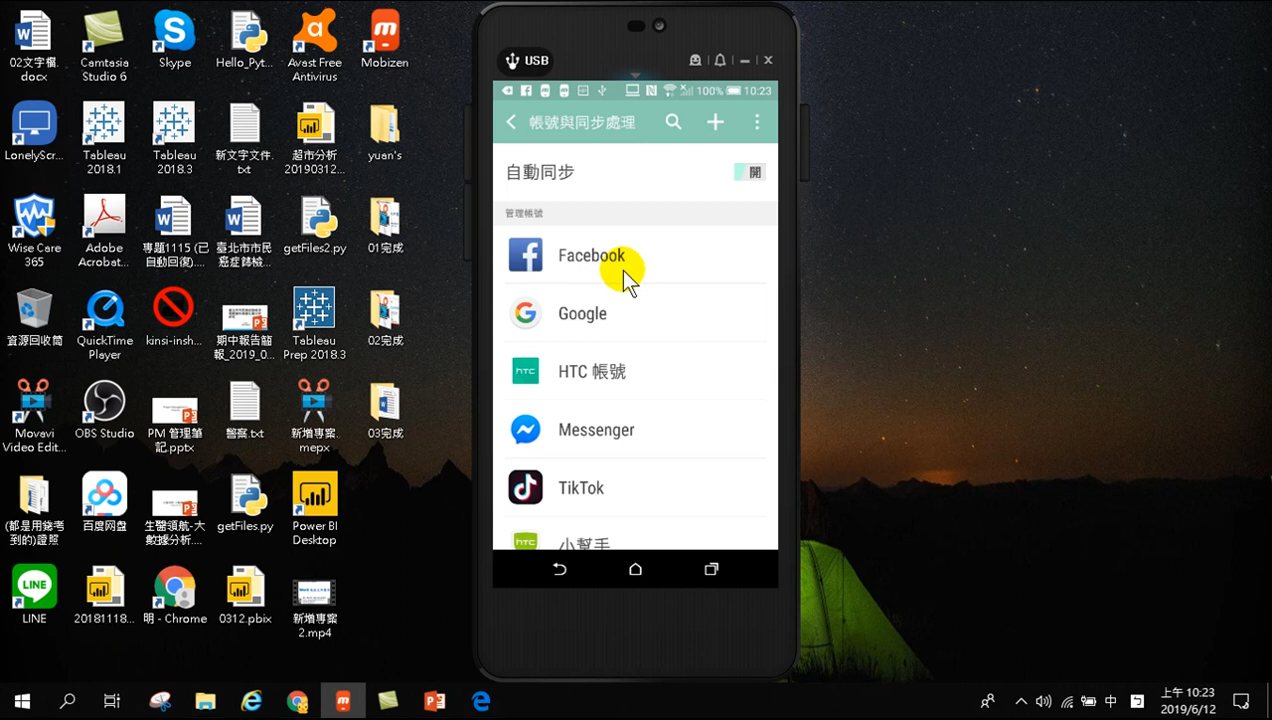 02文字檔.
docx
Camtasia
Studio 6
Skype
Hello_Pyt...
Avast Free
Antivirus
Mobizen
LonelyScr...
Tableau
2018.1
Tableau
2018.3
新文字文件.
txt
超市分析
20190312...
yuan's
Wise Care
365
Adobe
Acrobat...
專題1115 (已
自動回復)....
臺北市市民
癌症篩檢...
getFiles2.py
01完成
資源回收筒
QuickTime
Player
kinsi-insh...
期中報告簡
報_2019_0...
Tableau
Prep 2018.3
02完成
Movavi
Video Edit...
OBS Studio
PM 管理筆
記.pptx
警察.txt
新增專案.
mepx
03完成
(都是用錢考
到的)證照
百度网盘
生醫領航-大
數據分析....
getFiles.py
Power BI
Desktop
LINE
20181118...
明 - Chrome
0312.pbix
新增專案
2.mp4
USB
100% 10:23
帳號與同步處理
自動同步
開
管理帳號
Facebook
Google
hTC
HTC 帳號
Messenger
TikTok
hTC
小幫手
中
上午 10:23
2019/6/12